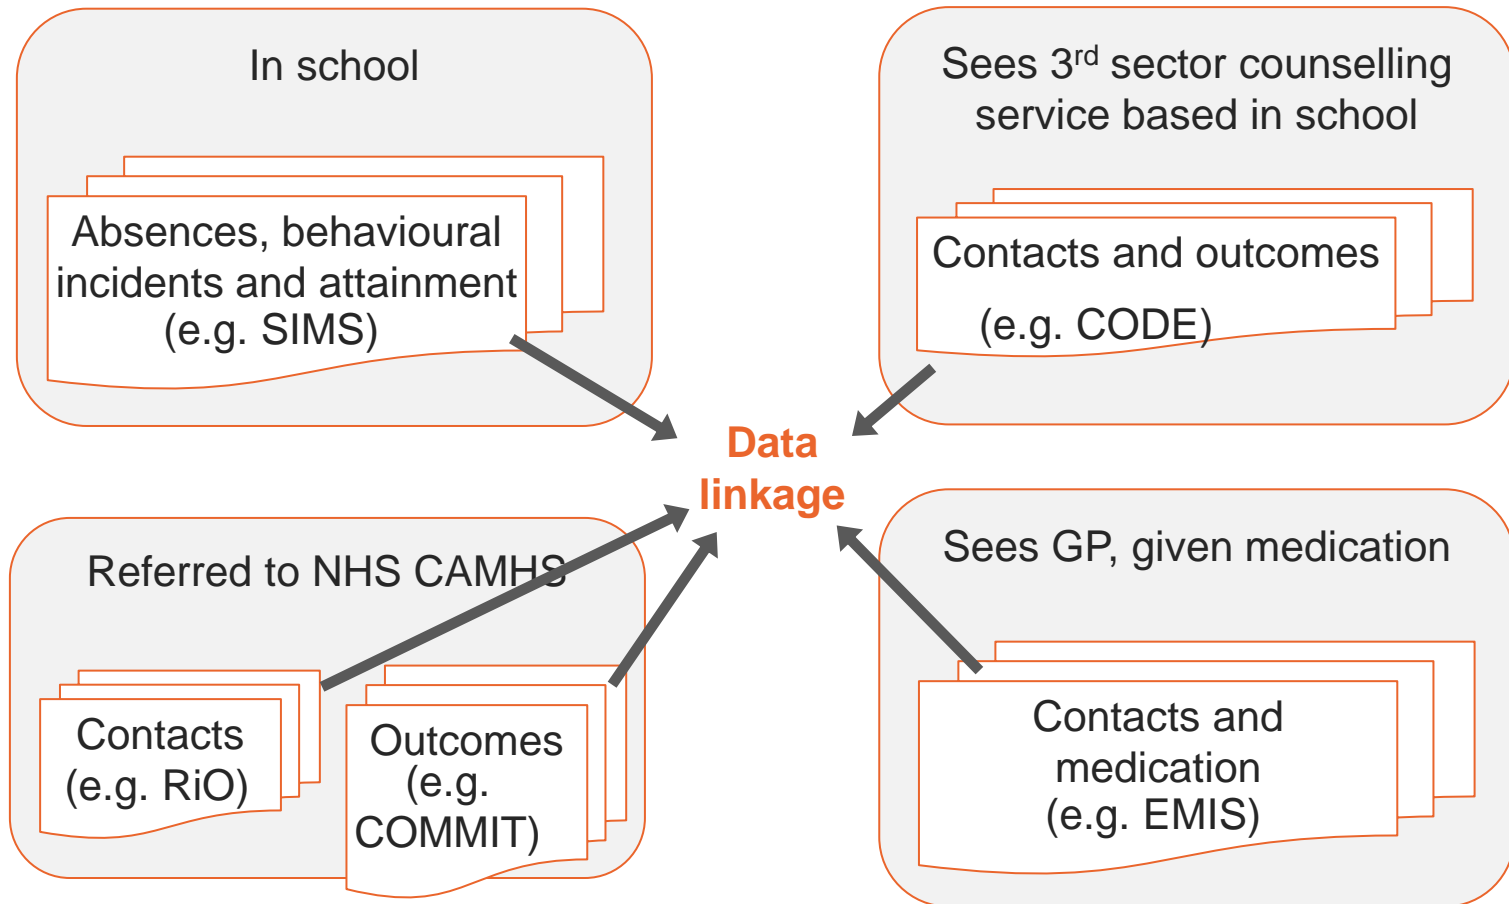 In school
Absences, behavioural
incidents and attainment
(e.g. SIMS)
Sees 3rd sector counselling
service based in school
Contacts and outcomes
(e.g. CODE)
Data
linkage
Referred to NHS CAMHS
Contacts
(e.g. RiO)
Outcomes
(e.g.
COMMIT)
Sees GP, given medication
Contacts and
medication
(e.g. EMIS)